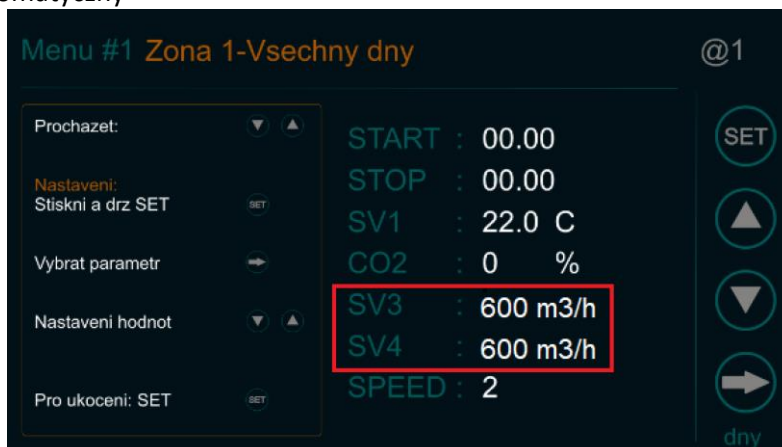 omatyczny
Menu #1 Zona 1-Vsechny dny @1
Prochazet:
Nastaveni:
Stiskni a drz SET SET
Vybrat parametr
Nastaveni hodnot
Pro ukoceni: SET SET
START : 00.00
STOP : 00.00
SV1 : 22.0 C
CO2 : 0 %
SV3 : 600 m3/h
SV4 : 600 m3/h
SPEED : 2
SET
dny